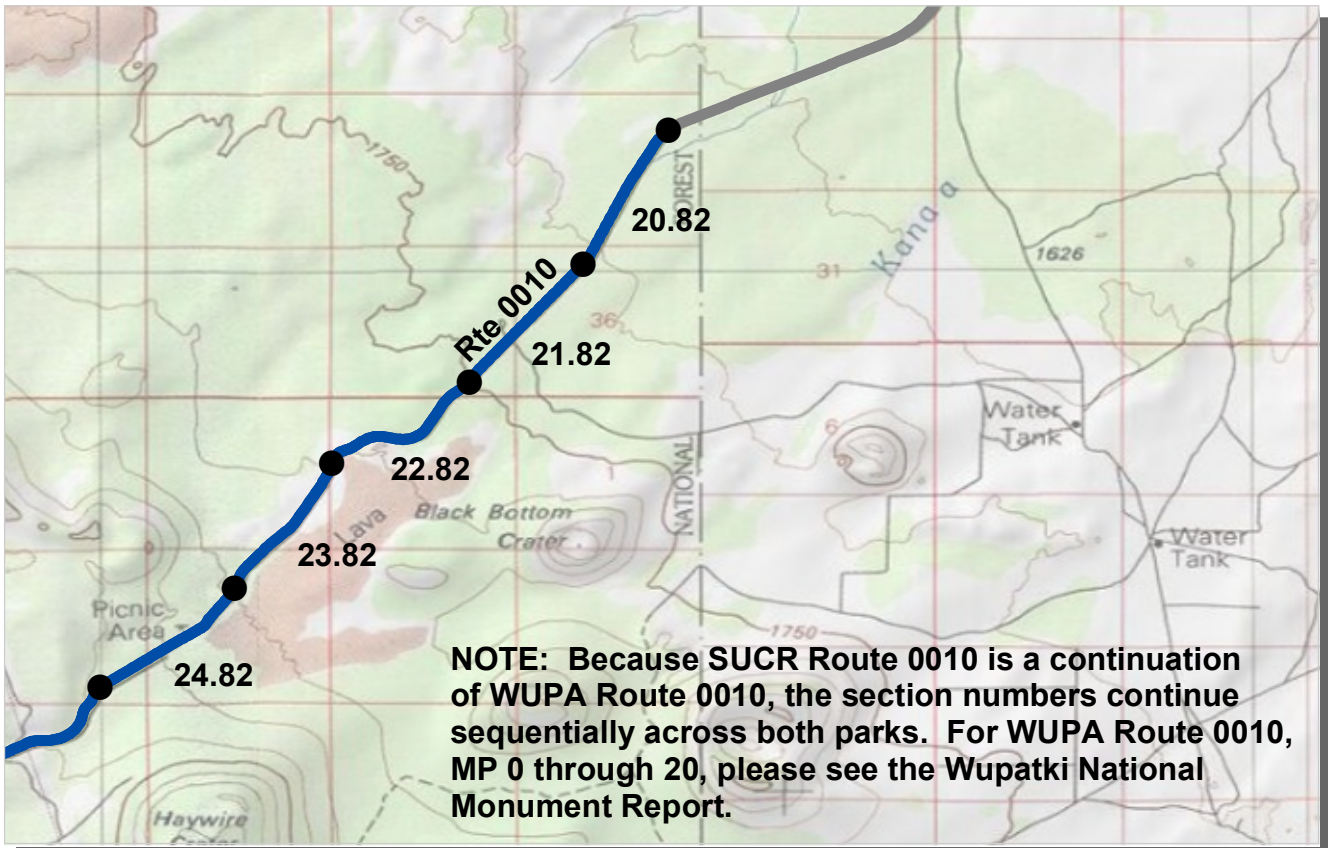 1750
FOREST
20.82
Kana a
1626
31
Rte 0010
36
21.82
Water
Tank
6
22.82
1
NATIONAL
Lava
Black Bottom
Crater
23.82
Water
Tank
Picnic
Area
1750
24.82
NOTE: Because SUCR Route 0010 is a continuation
of WUPA Route 0010, the section numbers continue
sequentially across both parks. For WUPA Route 0010,
MP 0 through 20, please see the Wupatki National
Monument Report.
Haywire
Crater